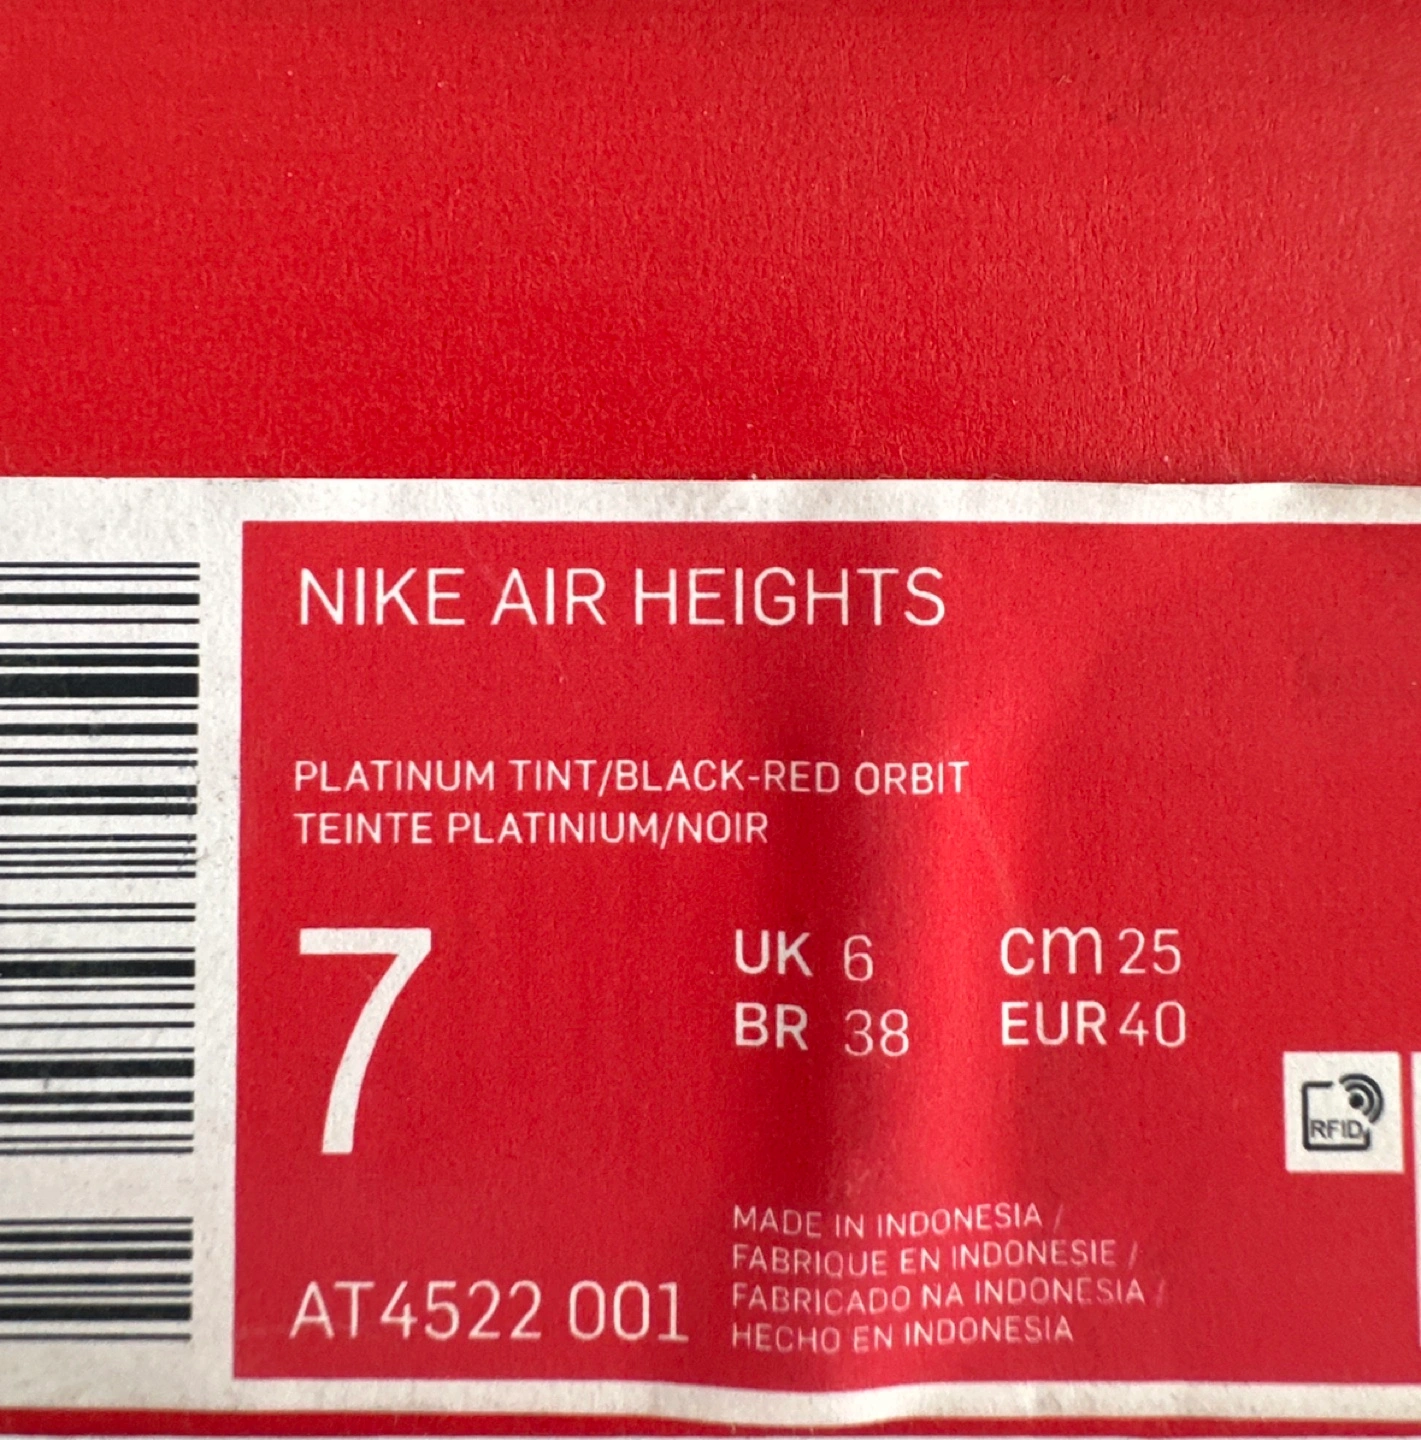 NIKE AIR HEIGHTS
PLATINUM TINT/BLACK-RED ORBIT
TEINTE PLATINIUM/NOIR
7
UK 6 cm 25
BR 38 EUR 40
RFID
AT4522 001
MADE IN INDONESIA /
FABRIQUE EN INDONESIE /
FABRICADO NA INDONESIA /
HECHO EN INDONESIA